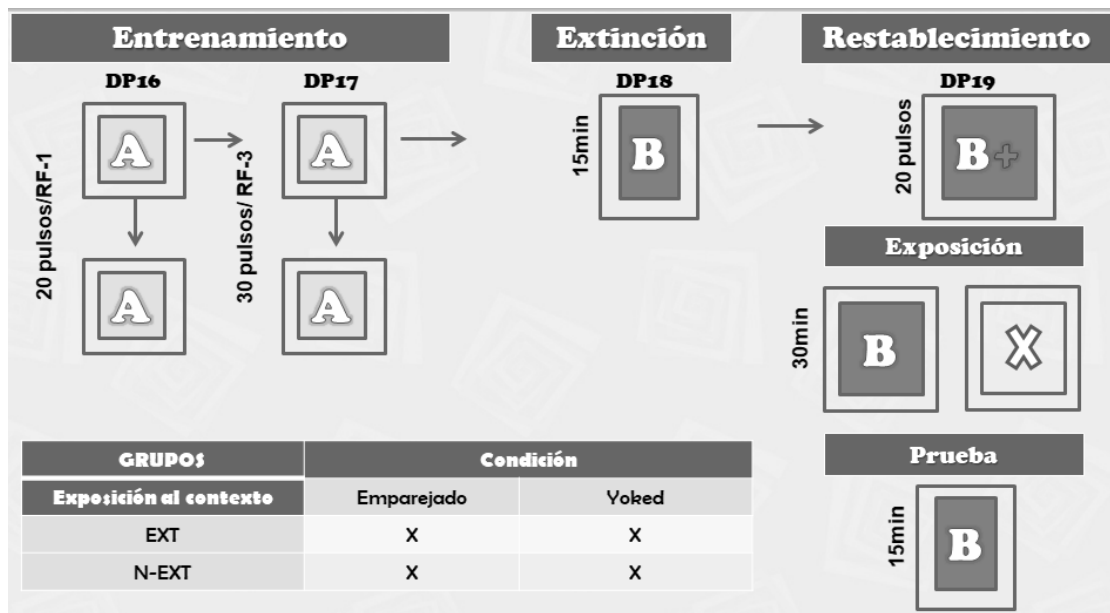 Entrenamiento
DP16
DP17
20 pulsos/RF-1
A
A
30 pulsos/ RF-3
A
A
Extinción
DP18
15min
B
Restablecimiento
DP19
20 pulsos
B+
Exposición
30min
B
X
Prueba
15min
B
GRUPOS Condición
Exposición al contexto Emparejado Yoked
EXT X X
N-EXT X X